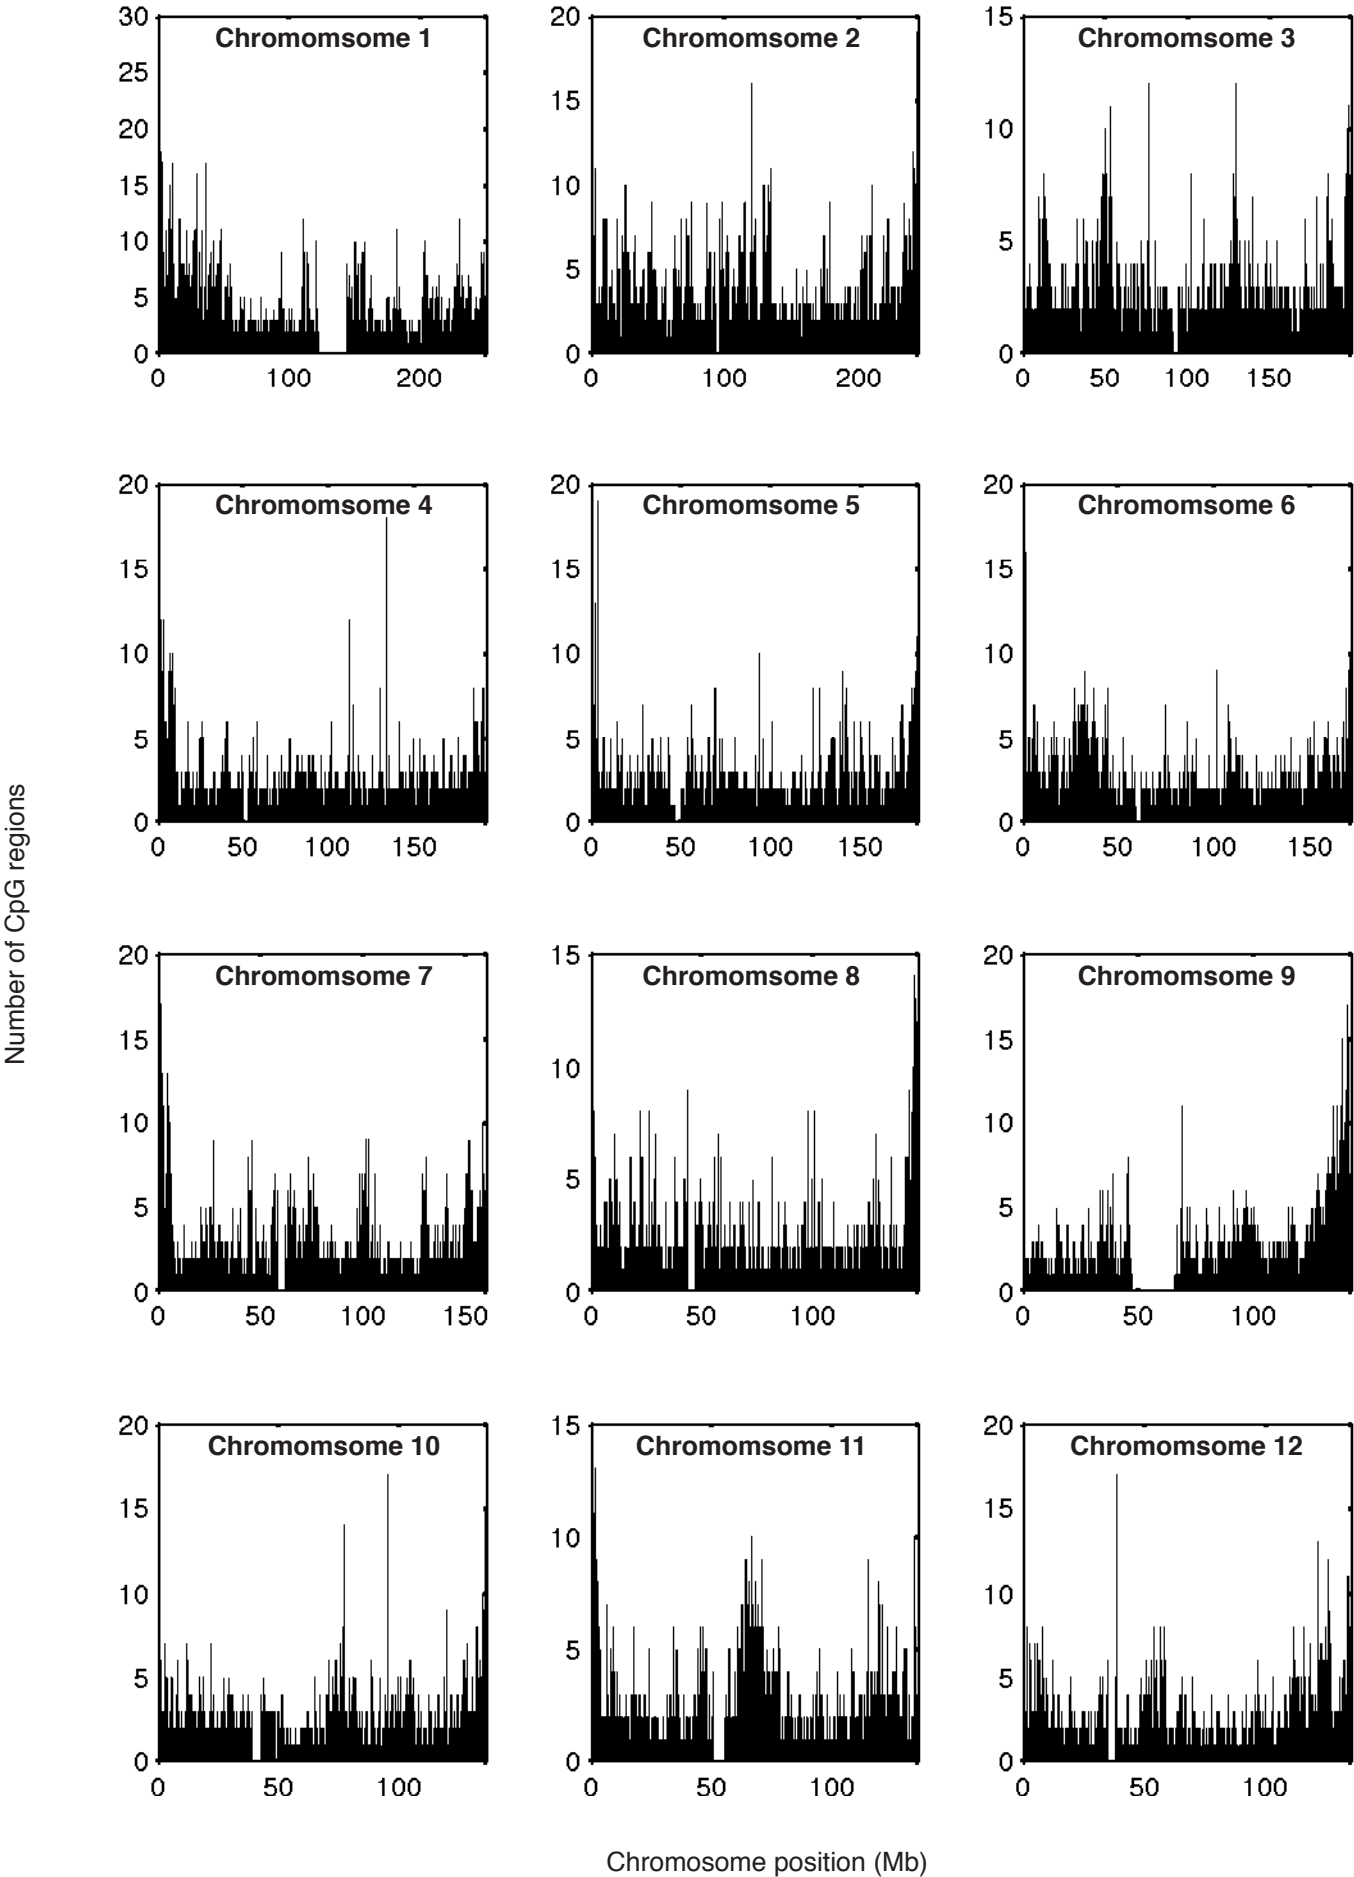 Number of CpG regions
30 Chromomsome 1
25
20
15
10
5
0
0 100 200
20 Chromomsome 2
15
10
5
0
0 100 200
15 Chromomsome 3
10
5
0
0 50 100 150
20 Chromomsome 4
15
10
5
0
0 50 100 150
20 Chromomsome 5
15
10
5
0
0 50 100 150
20 Chromomsome 6
15
10
5
0
0 50 100 150
20 Chromomsome 7
15
10
5
0
0 50 100 150
15 Chromomsome 8
10
5
0
0 50 100
20 Chromomsome 9
15
10
5
0
0 50 100
20 Chromomsome 10
15
10
5
0
0 50 100
15 Chromomsome 11
10
5
0
0 50 100
20 Chromomsome 12
15
10
5
0
0 50 100
Chromosome position (Mb)